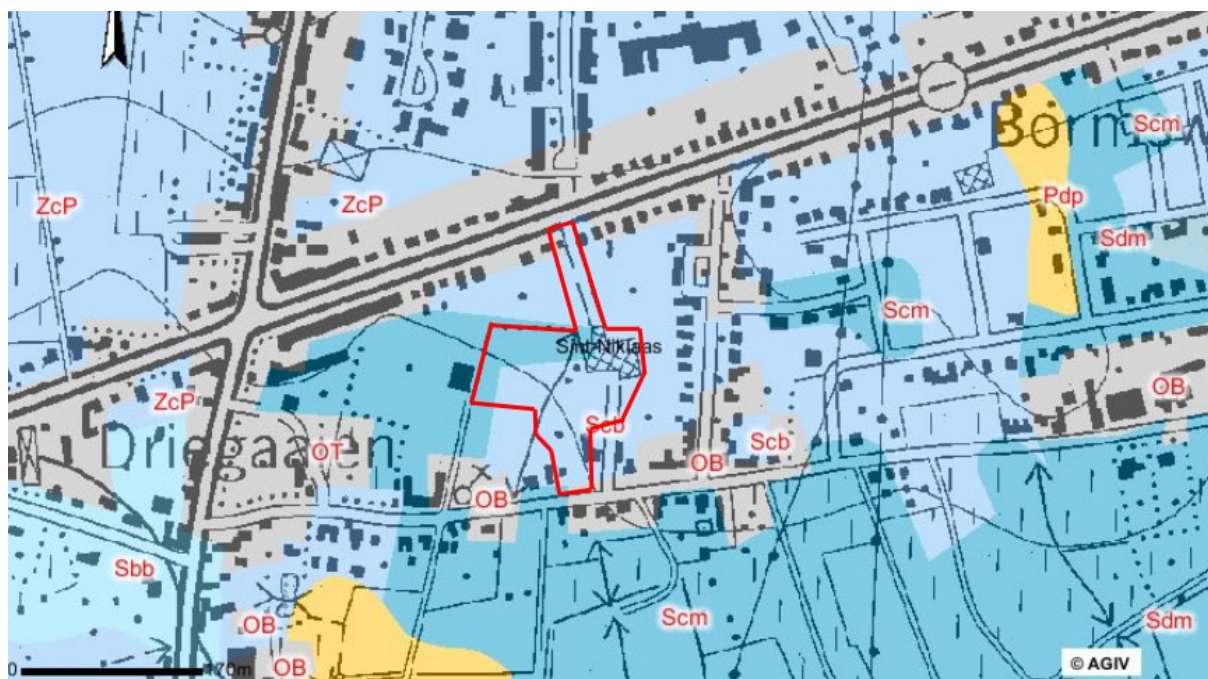 Bornsw
Scm
ZcP
ZcP
Pdp
Sdm
Scm
Sint-Niklaas
ZcP
OB
Scb
Driegaaien
OT
Scb
OB
OB
Sbb
Scm
Sdm
OB
OB
0
170m
© AGIV